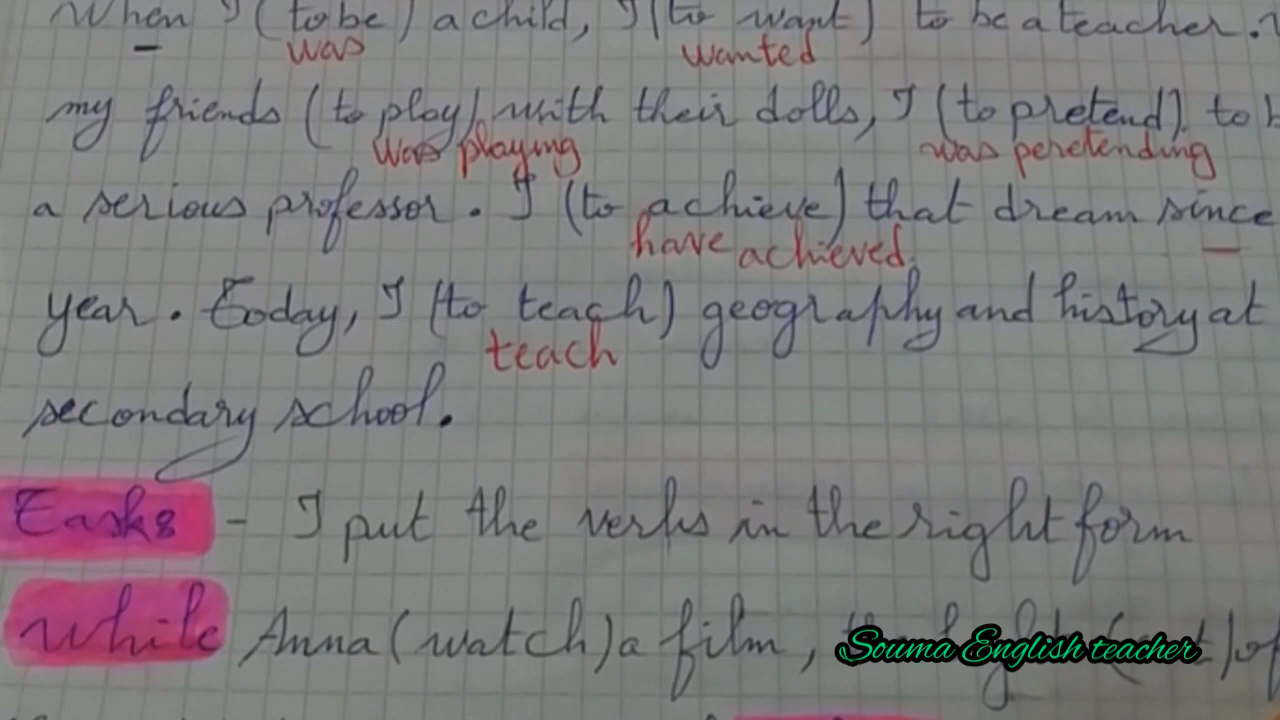 When I (to be) a child, I (to want) to be a teacher.
was wanted
my friends (to play) with their dolls, I (to pretend) to
was playing was peretending
a serious professor. I (to achieve) that dream since
have achieved.
year. Today, I (to teach) geography and history at
teach
secondary school.
Tasks - I put the verbs in the right form
while Anna (watch) a film, of
Souma English teacher